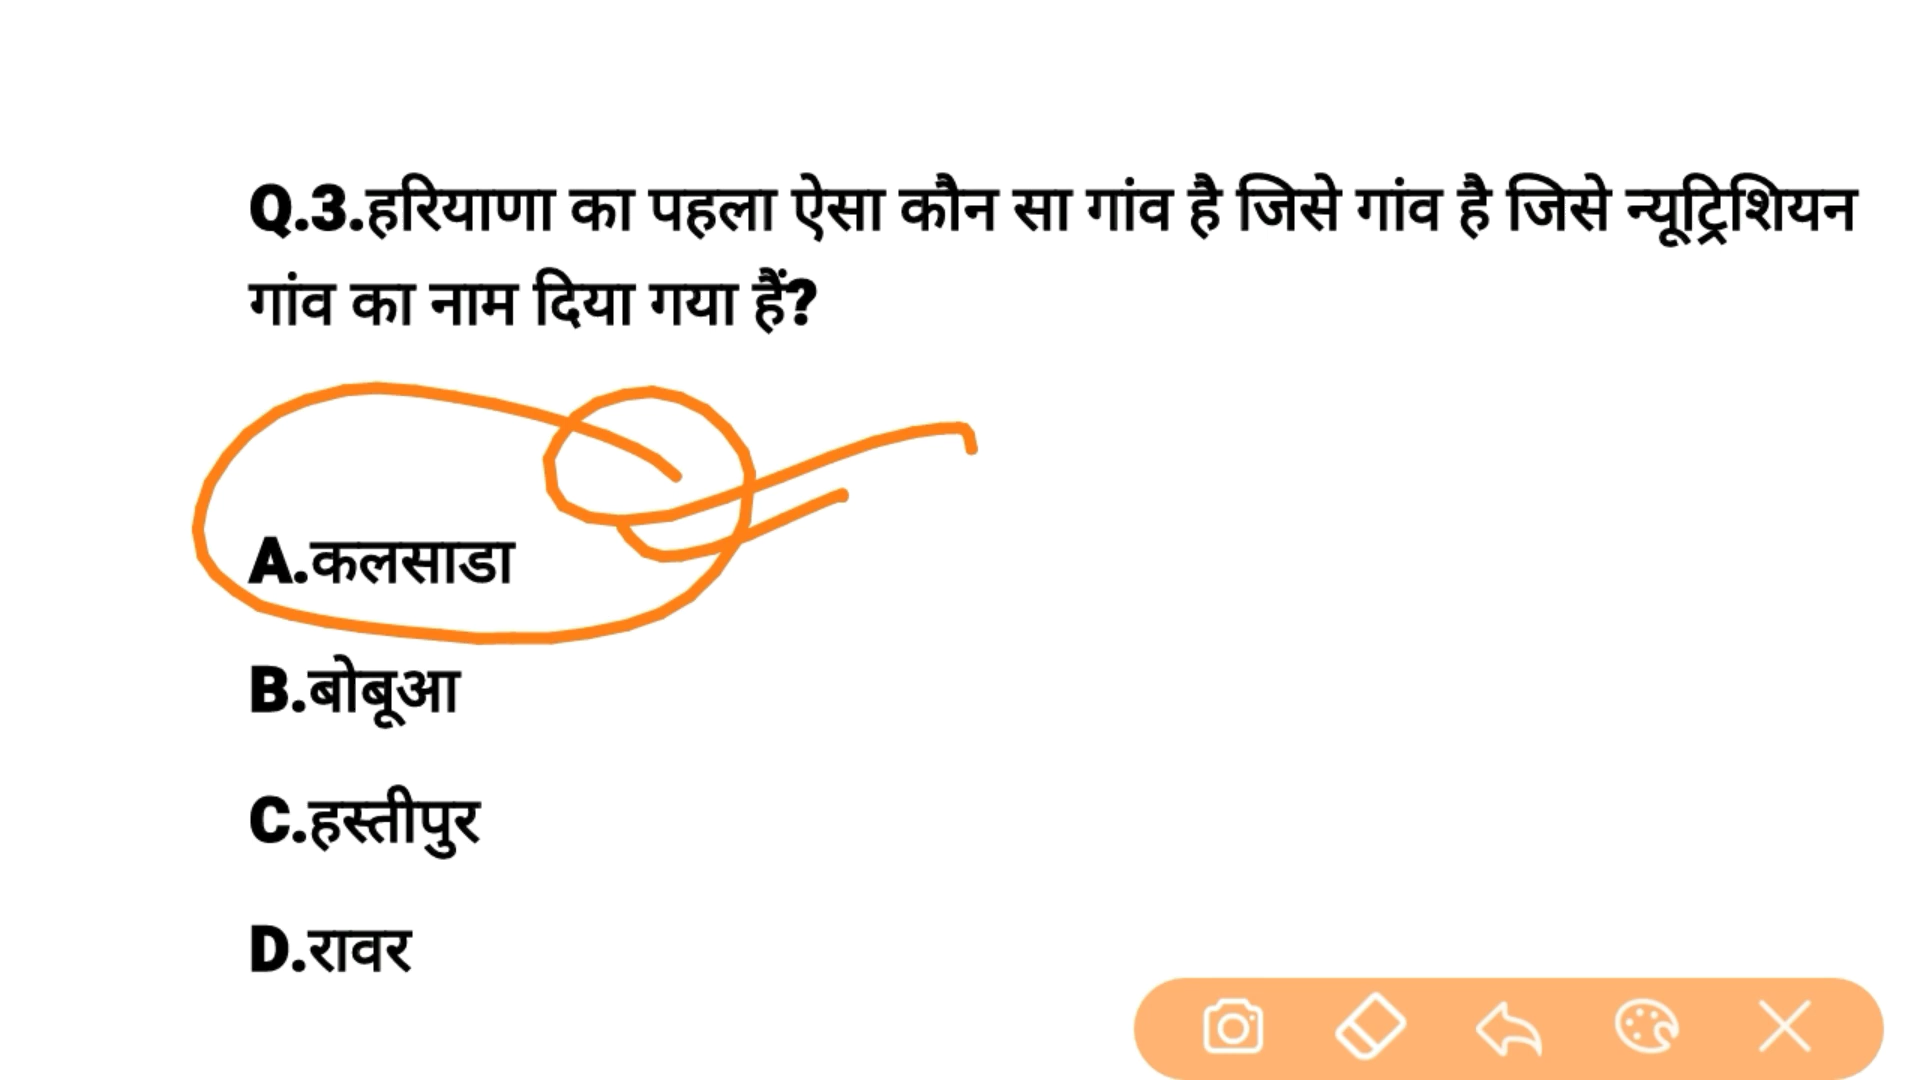 Q.3.हरियाणा का पहला ऐसा कौन सा गांव है जिसे गांव है जिसे न्यूट्रिशियन
गांव का नाम दिया गया हैं?
A.कलसाडा
B.बोबूआ
C.हस्तीपुर
D.रावर